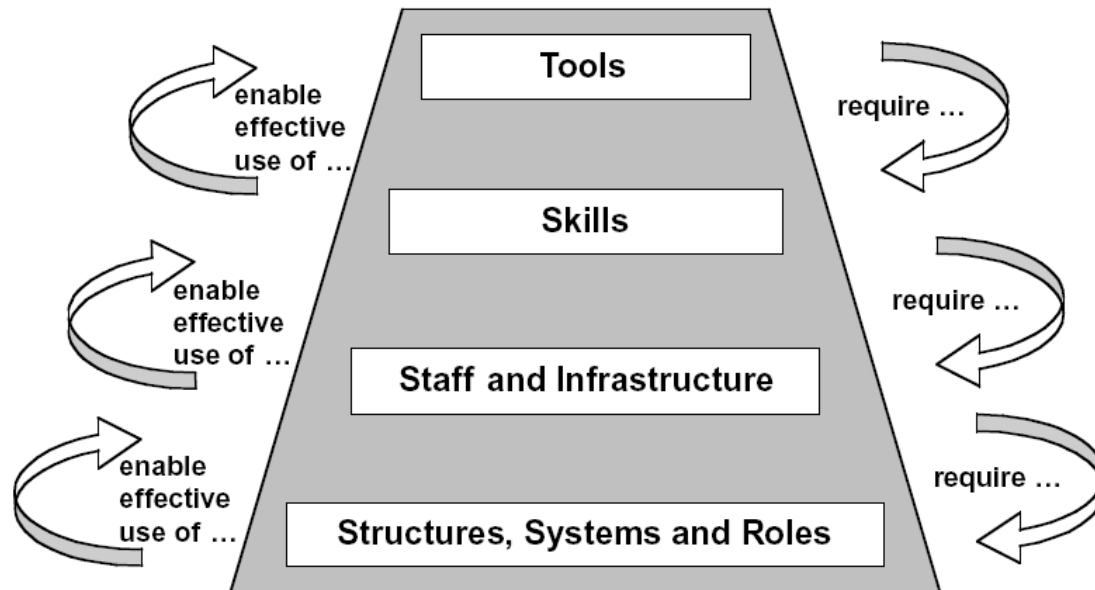 Tools
enable
effective
use of …
require …
Skills
enable
effective
use of …
require …
Staff and Infrastructure
enable
effective
use of …
require …
Structures, Systems and Roles